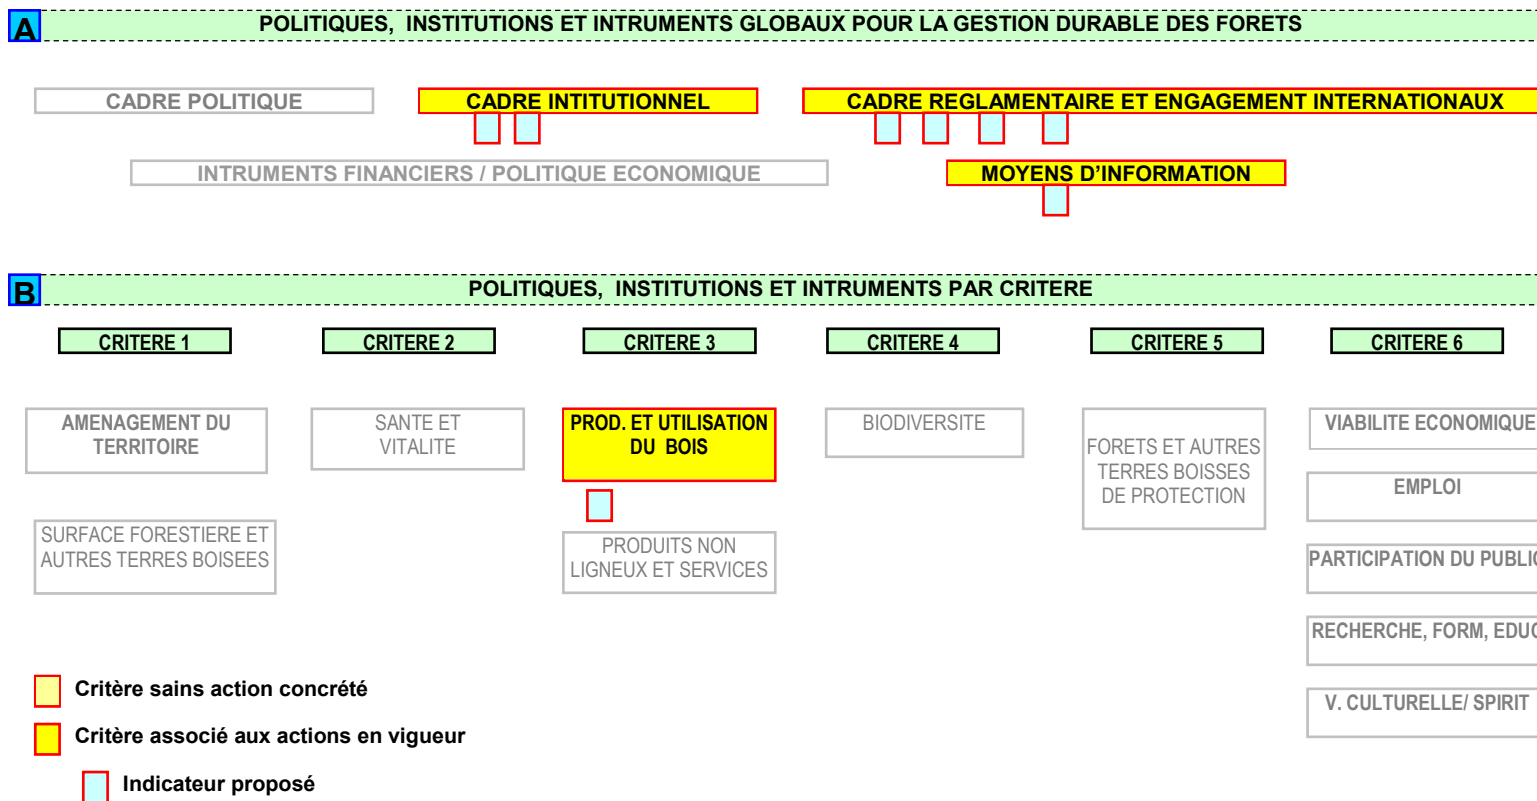 A
POLITIQUES, INSTITUTIONS ET INTRUMENTS GLOBAUX POUR LA GESTION DURABLE DES FORETS
CADRE POLITIQUE
CADRE INTITUTIONNEL
CADRE REGLAMENTAIRE ET ENGAGEMENT INTERNATIONAUX
INTRUMENTS FINANCIERS / POLITIQUE ECONOMIQUE
MOYENS D'INFORMATION
B
POLITIQUES, INSTITUTIONS ET INTRUMENTS PAR CRITERE
CRITERE 1
CRITERE 2
CRITERE 3
CRITERE 4
CRITERE 5
CRITERE 6
AMENAGEMENT DU
TERRITOIRE
SURFACE FORESTIERE ET
AUTRES TERRES BOISEES
SANTE ET
VITALITE
PROD. ET UTILISATION
DU BOIS
PRODUITS NON
LIGNEUX ET SERVICES
BIODIVERSITE
FORETS ET AUTRES
TERRES BOISSES
DE PROTECTION
VIABILITE ECONOMIQUE
EMPLOI
PARTICIPATION DU PUBLIC
RECHERCHE, FORM, EDUC
V. CULTURELLE/ SPIRIT
Critère sains action concrété
Critère associé aux actions en vigueur
Indicateur proposé